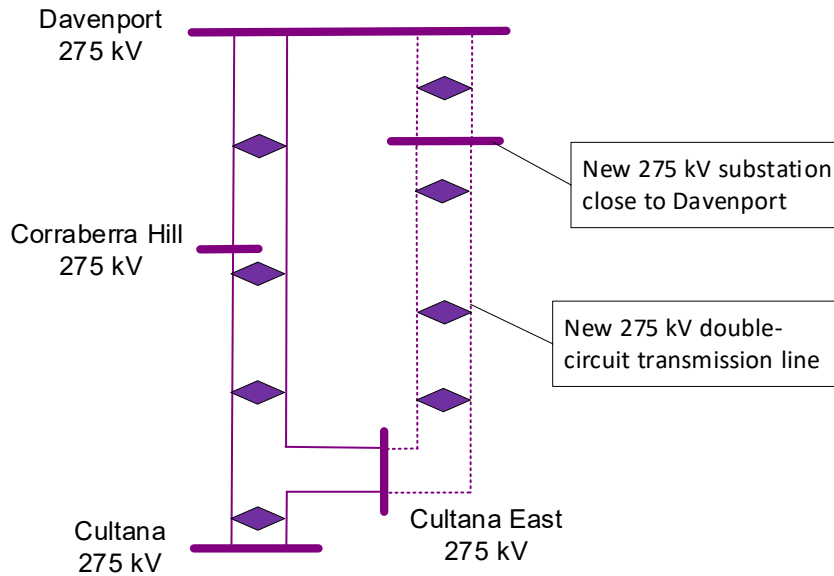 Davenport
275 kV
New 275 kV substation
close to Davenport
Corraberra Hill
275 kV
New 275 kV double-
circuit transmission line
Cultana
275 kV
Cultana East
275 kV